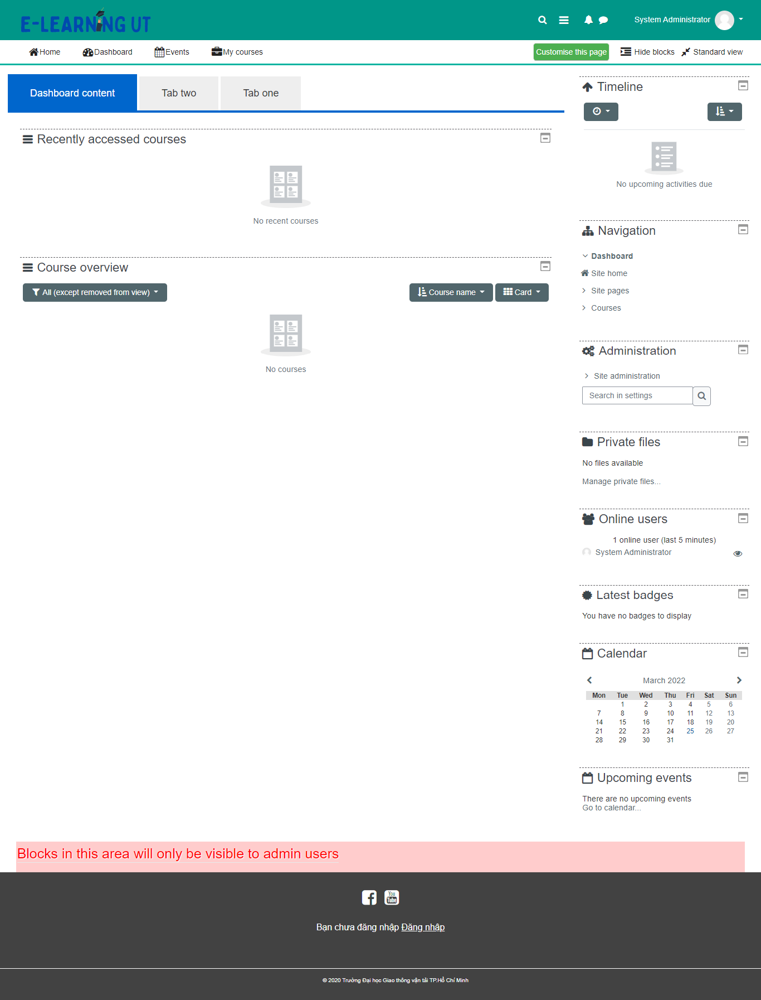 E-LEARNING UT
System Administrator
Home
Dashboard
Events
My courses
Customise this page
Hide blocks
Standard view
Dashboard content
Tab two
Tab one
Recently accessed courses
No recent courses
Course overview
All (except removed from view)
Course name
Card
No courses
Timeline
No upcoming activities due
Navigation
Dashboard
Site home
Site pages
Courses
Administration
Site administration
Search in settings
Private files
No files available
Manage private files...
Online users
1 online user (last 5 minutes)
System Administrator
Latest badges
You have no badges to display
Calendar
March 2022
Mon Tue Wed Thu Fri Sat Sun
1 2 3 4 5 6
7 8 9 10 11 12 13
14 15 16 17 18 19 20
21 22 23 24 25 26 27
28 29 30 31
Upcoming events
There are no upcoming events
Go to calendar...
Blocks in this area will only be visible to admin users
You
Tube
Bạn chưa đăng nhập Đăng nhập
© 2020 Trường Đại học Giao thông vận tải TP.Hồ Chí Minh